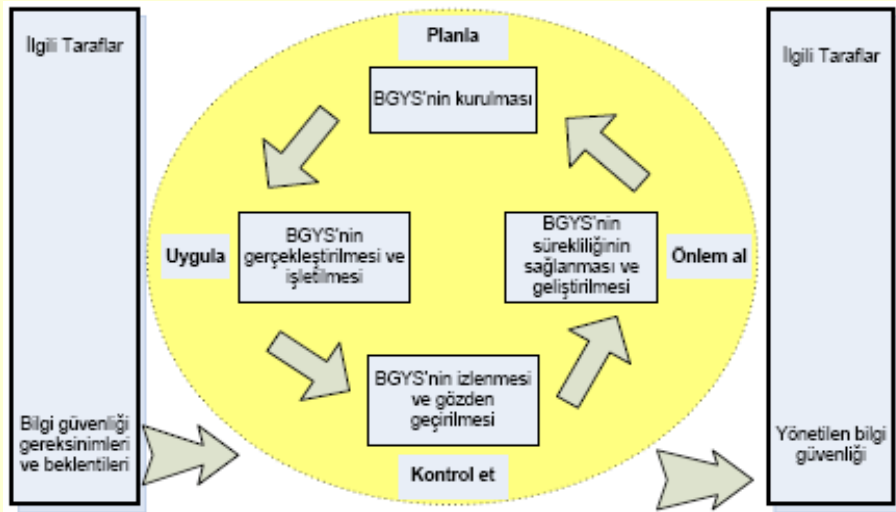 İlgili Taraflar
Bilgi güvenliği
gereksinimleri
ve beklentileri
Planla
BGYS'nin kurulması
Uygula
BGYS'nin
gerçekleştirilmesi ve
işletilmesi
BGYS'nin
sürekliliğinin
sağlanması ve
geliştirilmesi
Önlem al
BGYS'nin izlenmesi
ve gözden
geçirilmesi
Kontrol et
İlgili Taraflar
Yönetilen bilgi
güvenliği